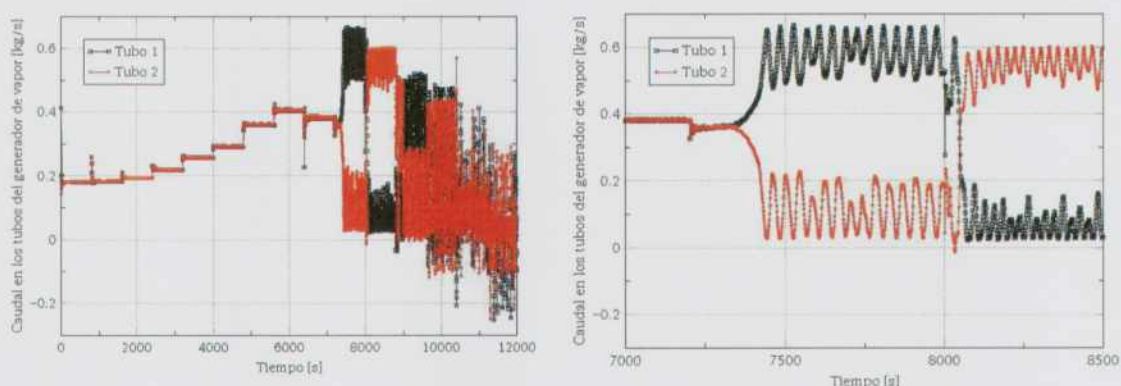 Caudal en los tubos del generador de vapor [kg/s]
0.6
0.4
0.2
0
-0.2
Tubo 1
Tubo 2
0
2000
4000
6000
8000
10000
12000
Tiempo [s]
Caudal en los tubos del generador de vapor [kg/s]
0.6
0.4
0.2
0
-0.2
Tubo 1
Tubo 2
7000
7500
8000
8500
Tiempo [s]